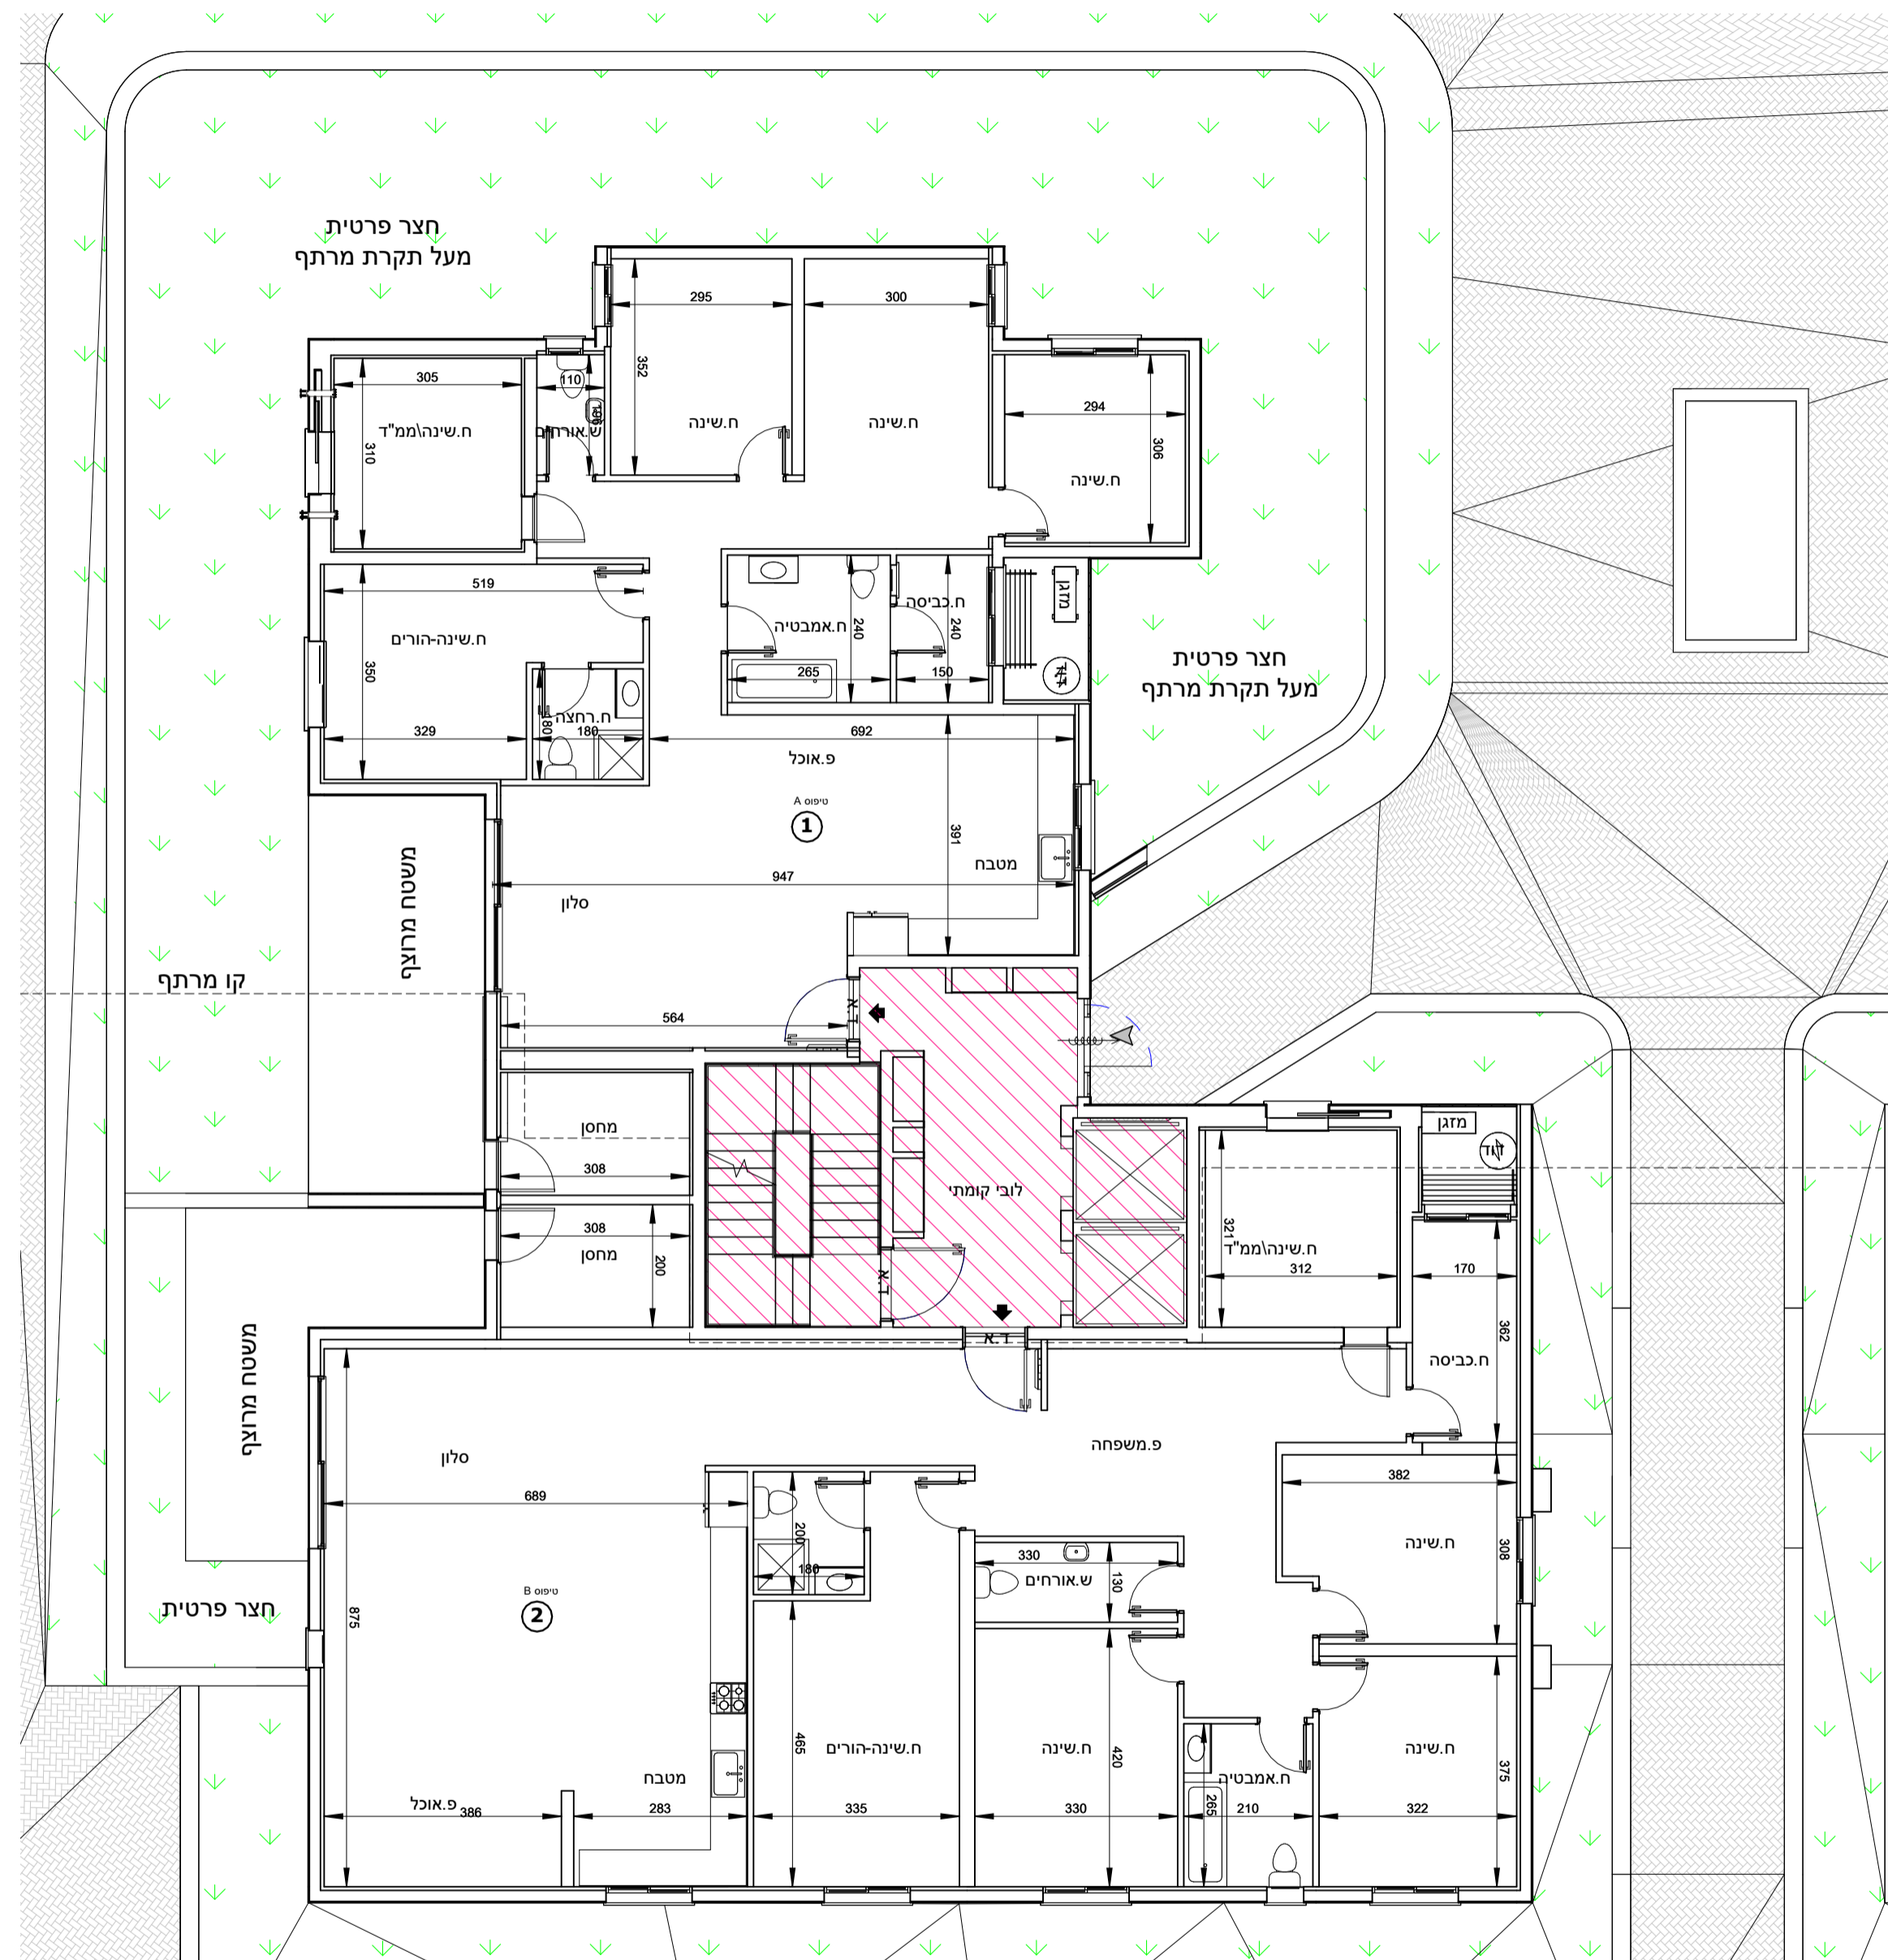 חצר פרטית
מעל תקרת מרתף
295
300
352
305
110
196
294
306
310
ח.שינה\ממ"ד
ש.אורחים
ח.שינה
ח.שינה
ח.שינה
519
ח.שינה-הורים
350
ח.אמבטיה
240
265
ח.כביסה
240
150
מזגן
דוד
חצר פרטית
מעל תקרת מרתף
ח.רחצה
180
180
329
692
פ.אוכל
טיפוס A
1
391
מטבח
947
סלון
משטח מרוצף
קו מרתף
564
ד.א
מחסן
308
308
מחסן
200
לובי קומתי
ד.א
ד.א
מזגן
דוד
321
ח.שינה\ממ"ד
312
170
362
ח.כביסה
משטח מרוצף
סלון
פ.משפחה
689
382
200
180
330
130
ש.אורחים
ח.שינה
308
טיפוס B
2
חצר פרטית
875
465
ח.שינה-הורים
ח.שינה
420
ח.שינה
375
מטבח
ח.אמבטיה
265
פ.אוכל
386
283
335
330
210
322